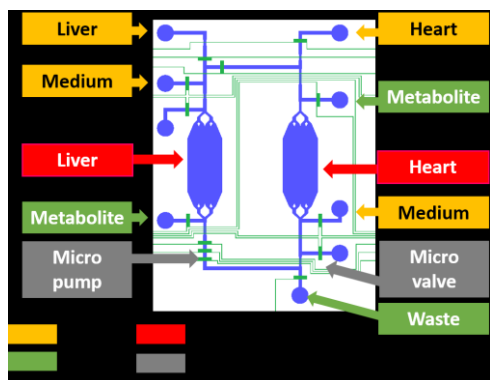 Liver
Heart
Medium
Metabolite
Liver
Heart
Metabolite
Medium
Micro
pump
Micro
valve
Waste